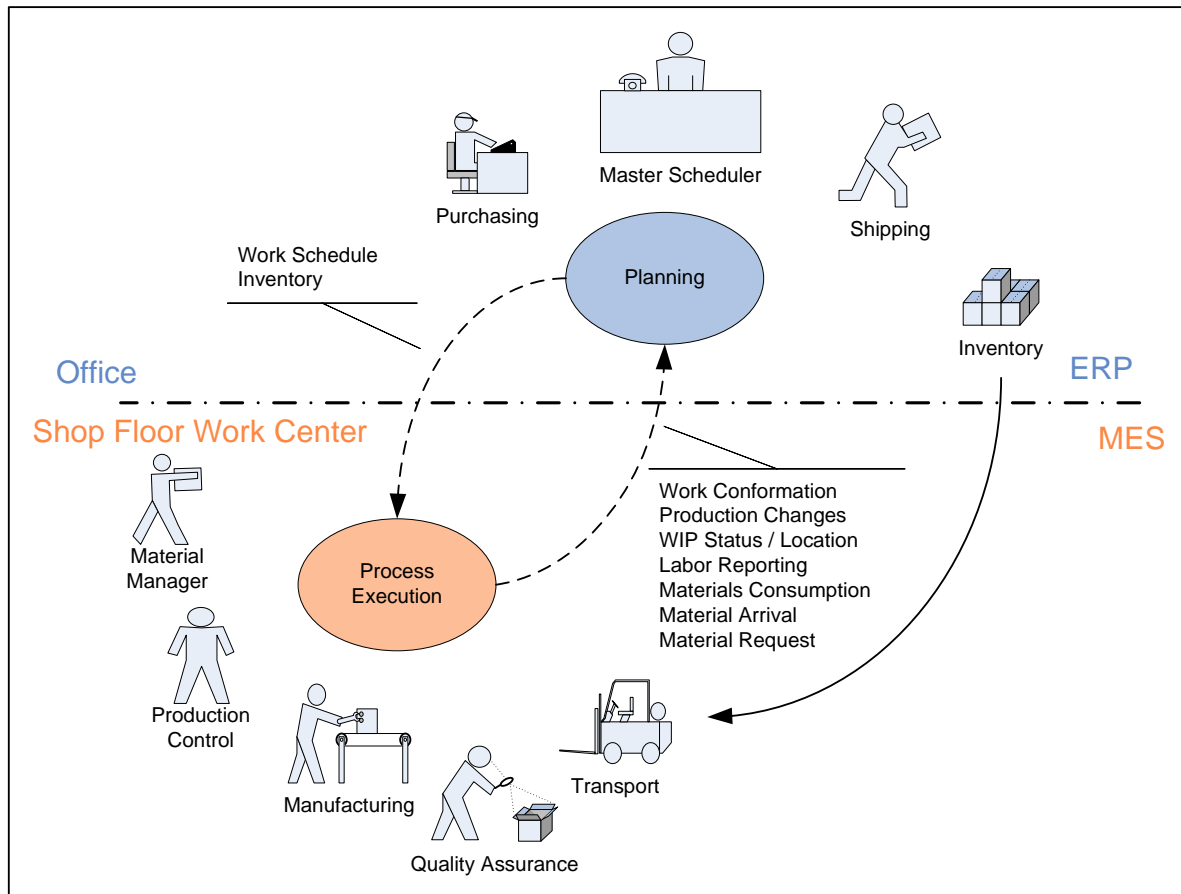 Master Scheduler
Purchasing
Shipping
Work Schedule
Inventory
Planning
Inventory
Office
ERP
Shop Floor Work Center
MES
Work Conformation
Production Changes
WIP Status / Location
Labor Reporting
Materials Consumption
Material Arrival
Material Request
Material
Manager
Process
Execution
Production
Control
Manufacturing
Quality Assurance
Transport